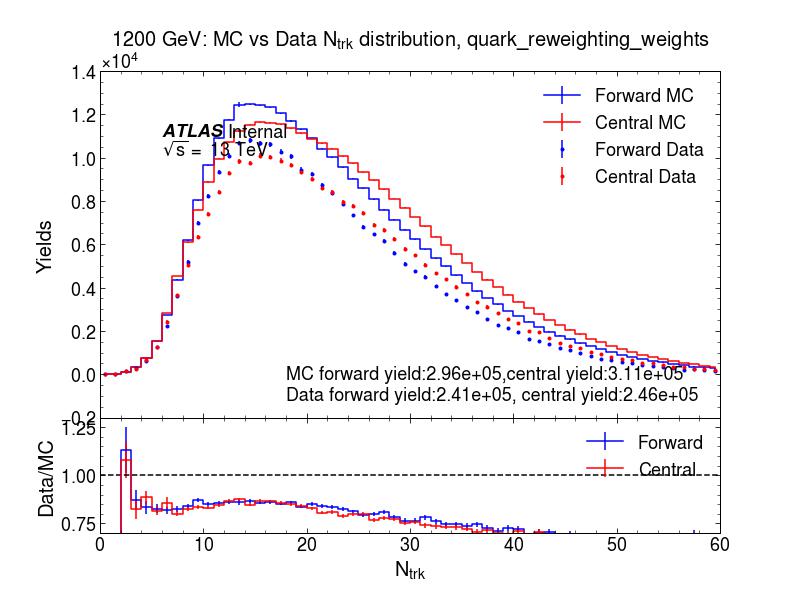 1200 GeV: MC vs Data Ntrk distribution, quark_reweighting_weights
×10⁴
1.4
1.2
1.0
0.8
0.6
0.4
0.2
0.0
0.2
Yields
ATLAS Internal
√s = 13 TeV
Forward MC
Central MC
Forward Data
Central Data
MC forward yield:2.96e+05,central yield:3.11e+05
Data forward yield:2.41e+05, central yield:2.46e+05
1.25
1.00
0.75
Data/MC
Forward
Central
0 10 20 30 40 50 60
Ntrk